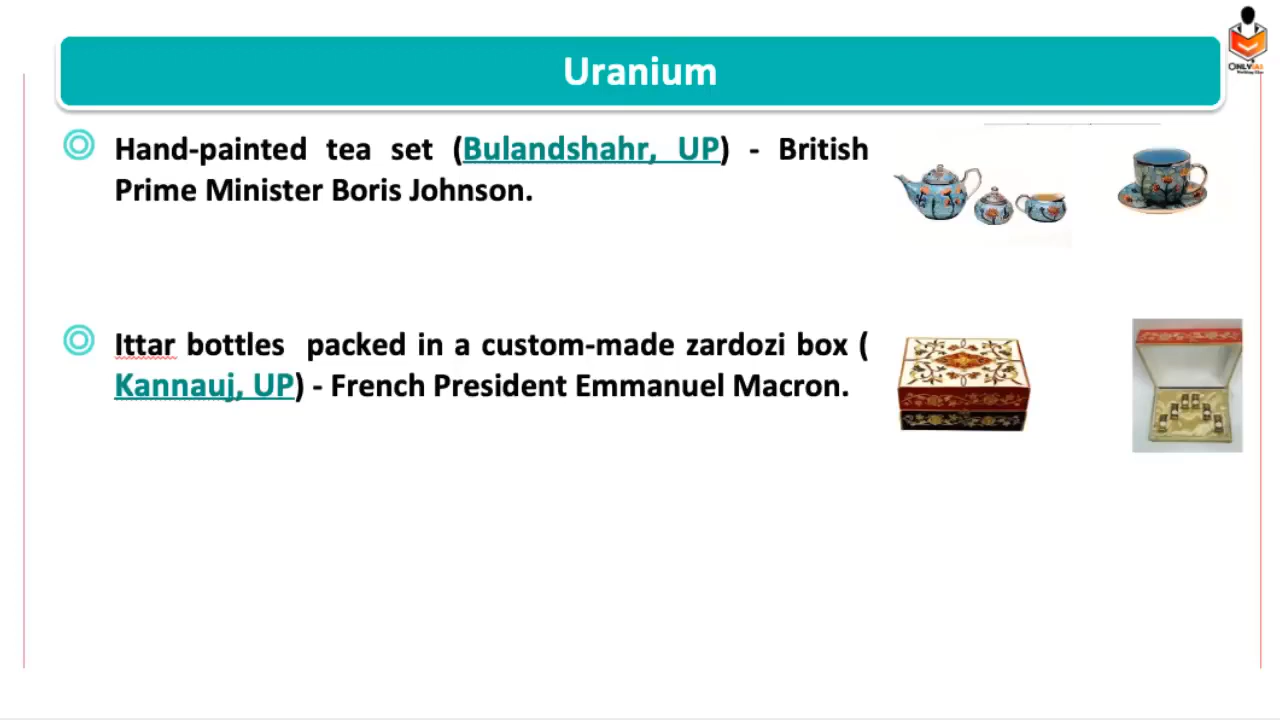 Uranium
Hand-painted tea set (Bulandshahr, UP) - British
Prime Minister Boris Johnson.
Ittar bottles  packed in a custom-made zardozi box (
Kannauj, UP) - French President Emmanuel Macron.
ONLYIAS